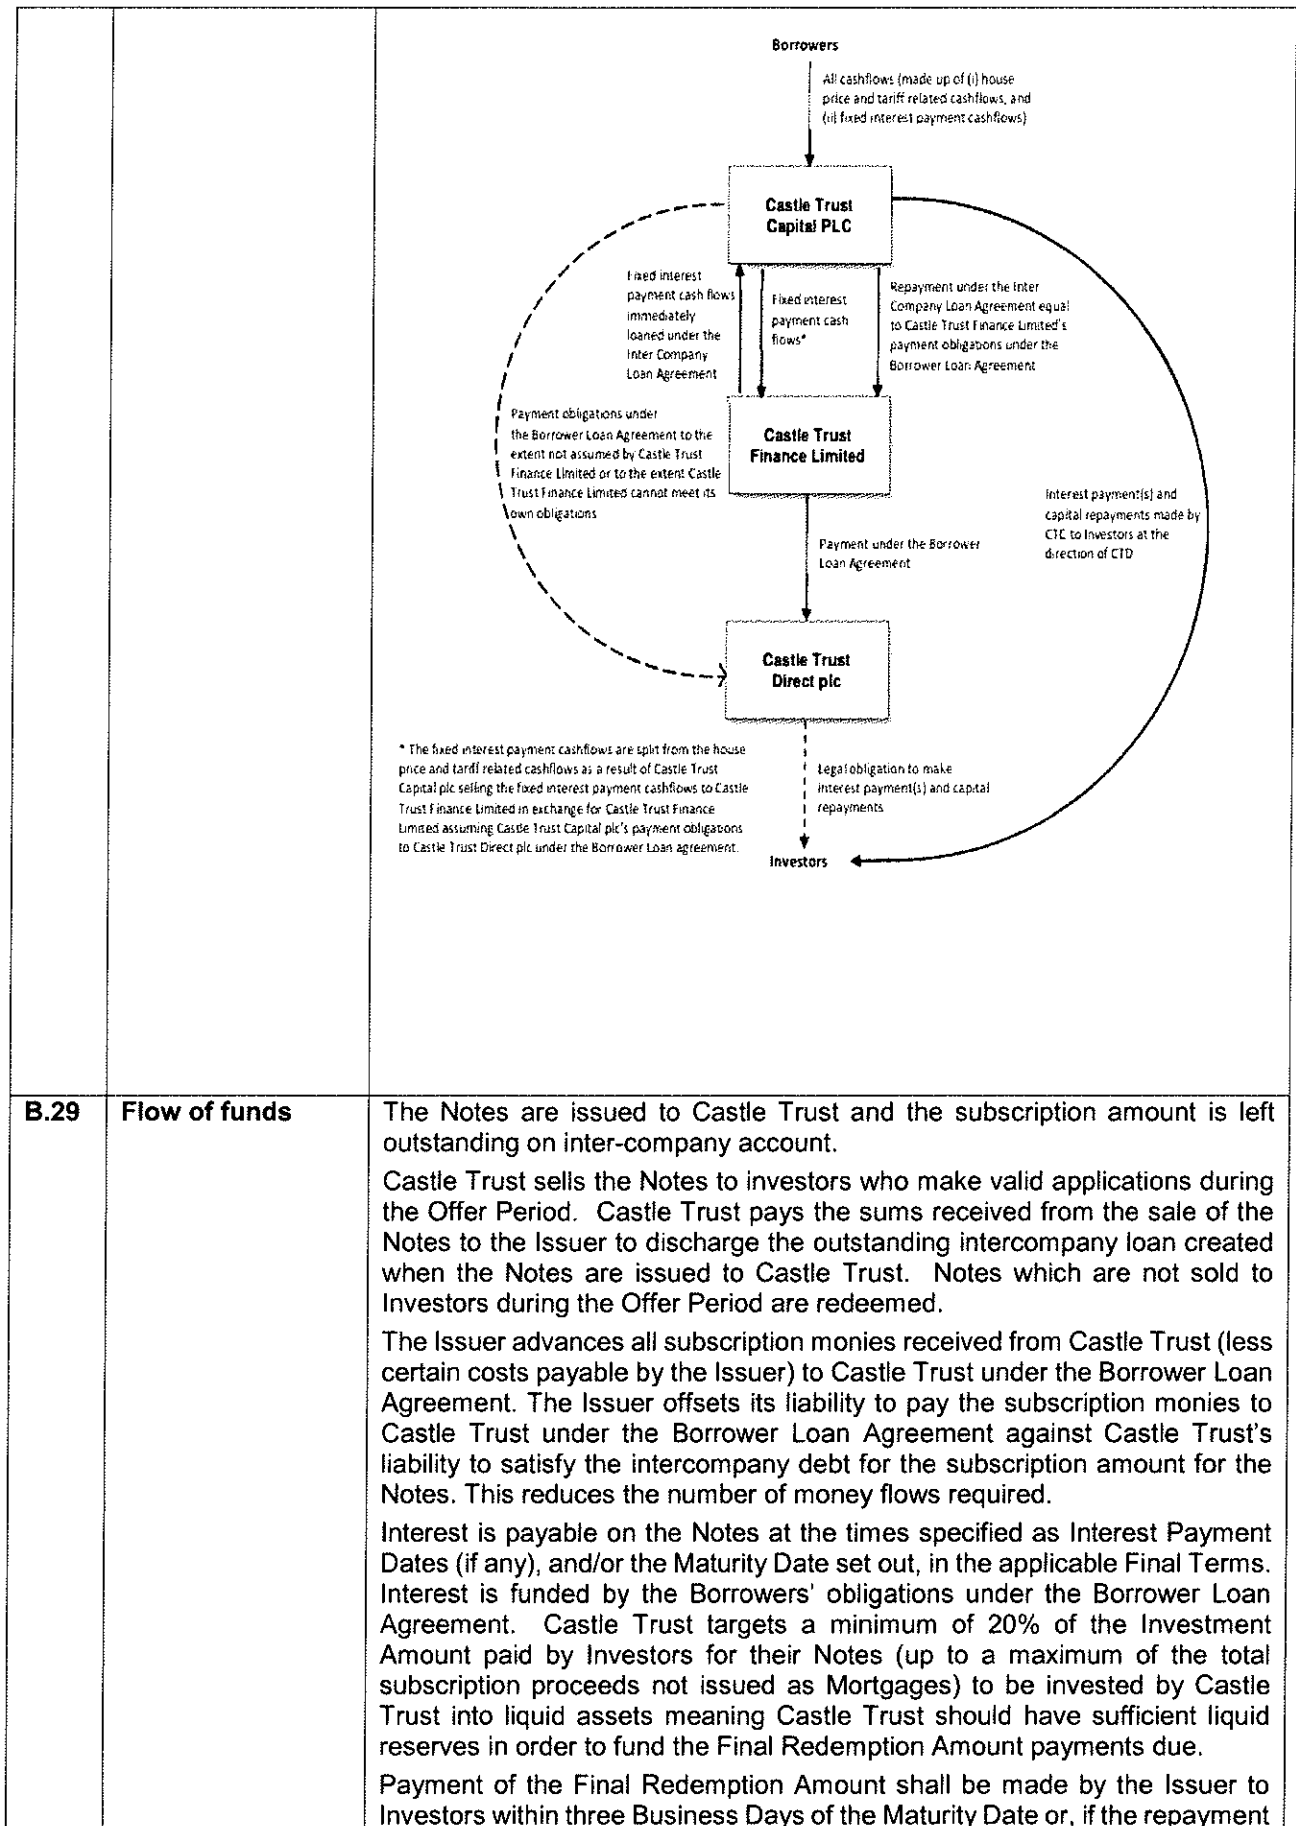 Borrowers
All cashflows (made up of (i) house
price and tariff related cashflows, and
(ii) fixed interest payment cashflows)
Castle Trust
Capital PLC
Fixed interest
payment cash flows
immediately
loaned under the
Inter Company
Loan Agreement
Fixed interest
payment cash
flows*
Repayment under the Inter
Company Loan Agreement equal
to Castle Trust Finance Limited's
payment obligations under the
Borrower Loan Agreement
Payment obligations under
the Borrower Loan Agreement to the
extent not assumed by Castle Trust
Finance Limited or to the extent Castle
Trust Finance Limited cannot meet its
own obligations
Castle Trust
Finance Limited
Interest payment(s) and
capital repayments made by
CTC to Investors at the
direction of CTD
Payment under the Borrower
Loan Agreement
Castle Trust
Direct plc
* The fixed interest payment cashflows are split from the house
price and tariff related cashflows as a result of Castle Trust
Capital plc selling the fixed interest payment cashflows to Castle
Trust Finance Limited in exchange for Castle Trust Finance
Limited assuming Castle Trust Capital plc's payment obligations
to Castle Trust Direct plc under the Borrower Loan agreement.
Legal obligation to make
interest payment(s) and capital
repayments
Investors
B.29 Flow of funds
The Notes are issued to Castle Trust and the subscription amount is left
outstanding on inter-company account.
Castle Trust sells the Notes to investors who make valid applications during
the Offer Period. Castle Trust pays the sums received from the sale of the
Notes to the Issuer to discharge the outstanding intercompany loan created
when the Notes are issued to Castle Trust. Notes which are not sold to
Investors during the Offer Period are redeemed.
The Issuer advances all subscription monies received from Castle Trust (less
certain costs payable by the Issuer) to Castle Trust under the Borrower Loan
Agreement. The Issuer offsets its liability to pay the subscription monies to
Castle Trust under the Borrower Loan Agreement against Castle Trust's
liability to satisfy the intercompany debt for the subscription amount for the
Notes. This reduces the number of money flows required.
Interest is payable on the Notes at the times specified as Interest Payment
Dates (if any), and/or the Maturity Date set out, in the applicable Final Terms.
Interest is funded by the Borrowers' obligations under the Borrower Loan
Agreement. Castle Trust targets a minimum of 20% of the Investment
Amount paid by Investors for their Notes (up to a maximum of the total
subscription proceeds not issued as Mortgages) to be invested by Castle
Trust into liquid assets meaning Castle Trust should have sufficient liquid
reserves in order to fund the Final Redemption Amount payments due.
Payment of the Final Redemption Amount shall be made by the Issuer to
Investors within three Business Days of the Maturity Date or, if the repayment